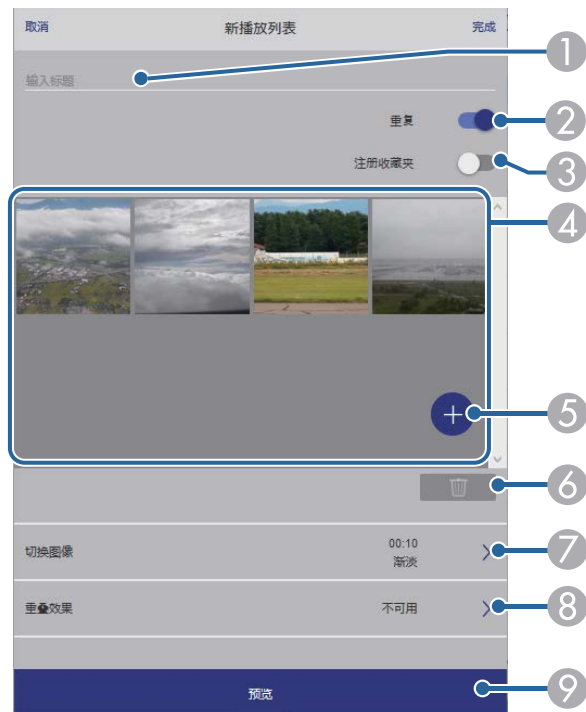 取消 新播放列表 完成
输入标题
1
重复
2
注册收藏夹
3
4
5
6
切换图像
00:10
渐淡
7
重叠效果 不可用
8
预览
9